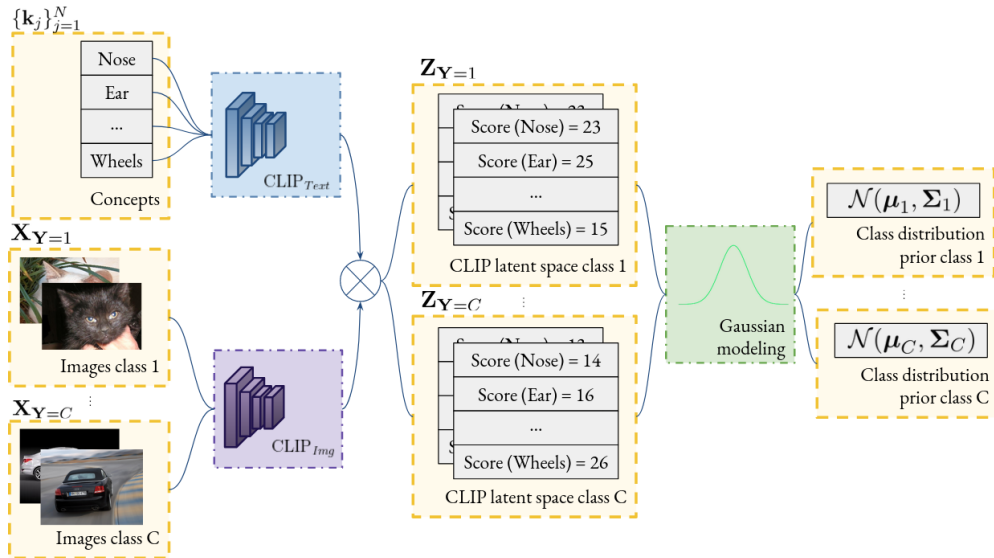 {k_j}_{j=1}^N
Nose
Ear
...
Wheels
Concepts
CLIP_{Text}
X_{Y=1}
Images class 1
⋮
X_{Y=C}
Images class C
CLIP_{Img}
Z_{Y=1}
Score (Nose) = 23
Score (Ear) = 25
...
Score (Wheels) = 15
CLIP latent space class 1
⋮
Z_{Y=C}
Score (Nose) = 14
Score (Ear) = 16
...
Score (Wheels) = 26
CLIP latent space class C
Gaussian
modeling
𝒩(μ_1, Σ_1)
Class distribution
prior class 1
⋮
𝒩(μ_C, Σ_C)
Class distribution
prior class C